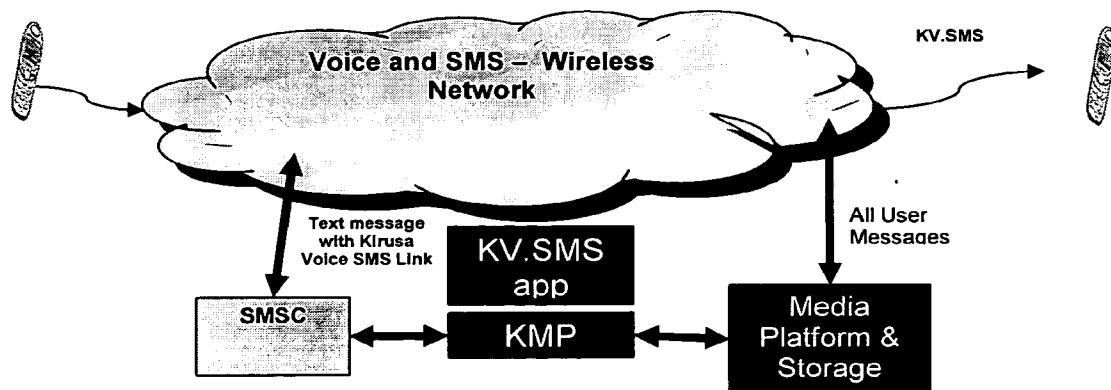 KV.SMS
Voice and SMS – Wireless
Network
Text message
with Kirusa
Voice SMS Link
All User
Messages
KV.SMS
app
SMSC
KMP
Media
Platform &
Storage